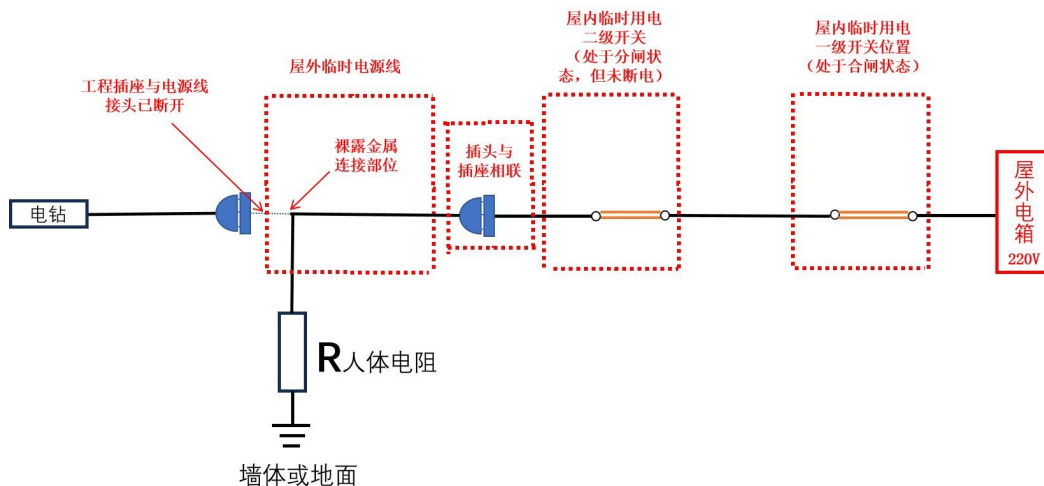 工程插座与电源线
接头已断开
屋外临时电源线
裸露金属
连接部位
插头与
插座相联
屋内临时用电
二级开关
（处于分闸状
态，但未断电）
屋内临时用电
一级开关位置
（处于合闸状态）
电钻
屋外电箱
220V
R人体电阻
墙体或地面